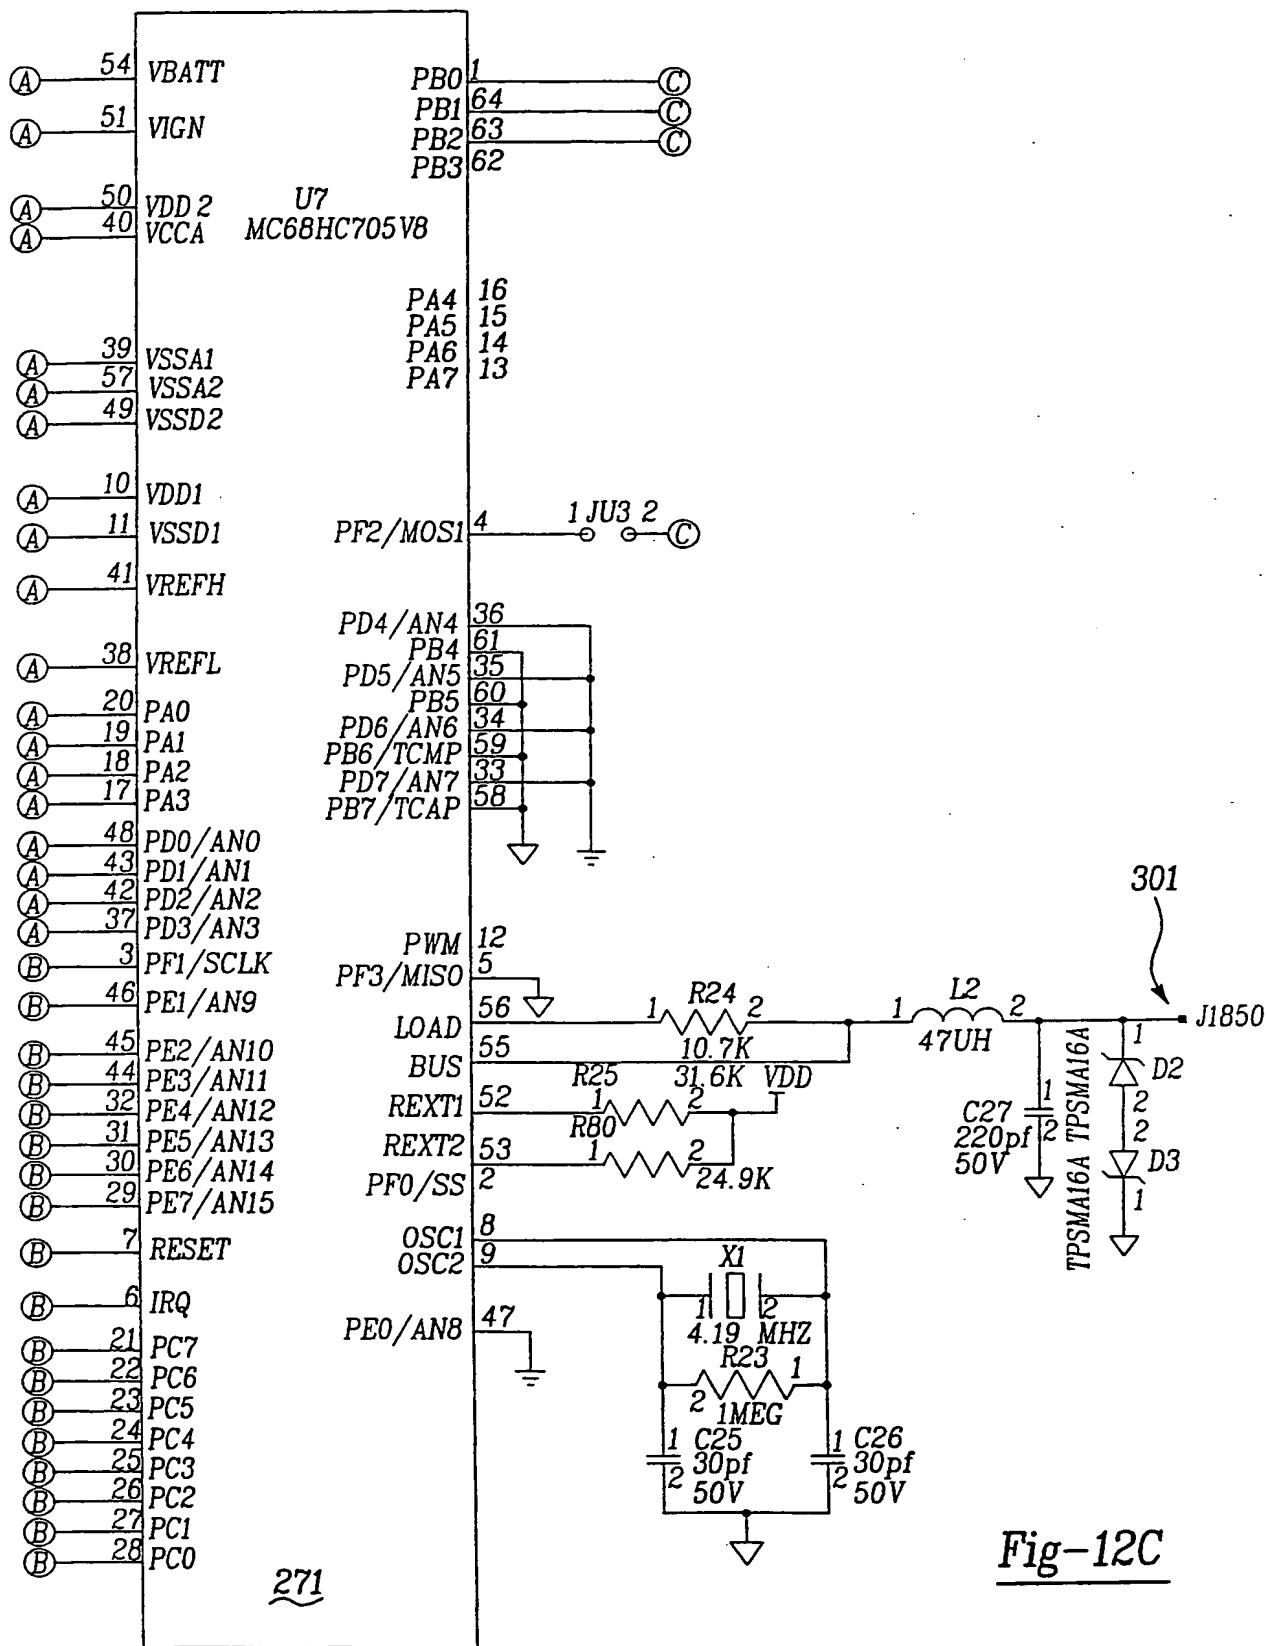 A 54 VBATT
A 51 VIGN
A 50 VDD2
A 40 VCCA
U7
MC68HC705V8
A 39 VSSA1
A 57 VSSA2
A 49 VSSD2
A 10 VDD1
A 11 VSSD1
A 41 VREFH
A 38 VREFL
A 20 PA0
A 19 PA1
A 18 PA2
A 17 PA3
A 48 PD0/AN0
A 43 PD1/AN1
A 42 PD2/AN2
A 37 PD3/AN3
B 3 PF1/SCLK
B 46 PE1/AN9
B 45 PE2/AN10
B 44 PE3/AN11
B 32 PE4/AN12
B 31 PE5/AN13
B 30 PE6/AN14
B 29 PE7/AN15
B 7 RESET
B 6 IRQ
B 21 PC7
B 22 PC6
B 23 PC5
B 24 PC4
B 25 PC3
B 26 PC2
B 27 PC1
B 28 PC0
271
PB0 1 C
PB1 64 C
PB2 63 C
PB3 62
PA4 16
PA5 15
PA6 14
PA7 13
PF2/MOS1 4 1 JU3 2 C
PD4/AN4 36
PB4 61
PD5/AN5 35
PB5 60
PD6/AN6 34
PB6/TCMP 59
PD7/AN7 33
PB7/TCAP 58
PWM 12
PF3/MISO 5
LOAD 56 1 R24 2
10.7K
BUS 55
REXT1 52 R25 31.6K VDD
1 2
REXT2 53 R80
1 2
24.9K
PF0/SS 2
OSC1 8
OSC2 9
PE0/AN8 47
1 L2 2
47UH
301
J1850
C27
220pf
50V
1
2
TPSMA16A TPSMA16A
1
D2
2
2
D3
1
X1
1 2
4.19 MHZ
R23
2 1
1MEG
1 C25
30pf
2 50V
1 C26
30pf
2 50V
Fig-12C